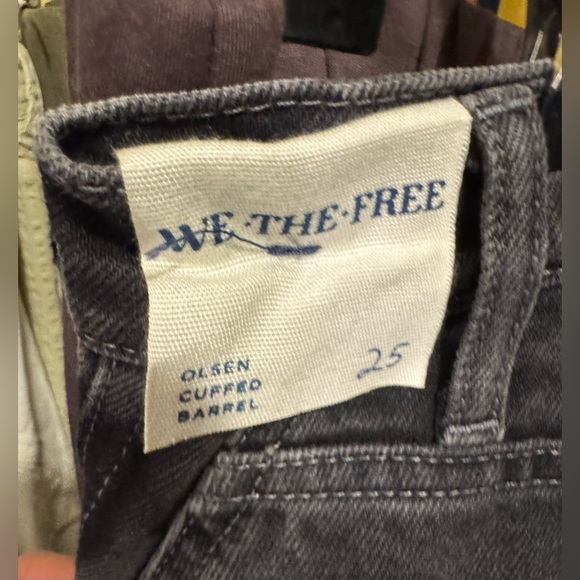 WE·THE·FREE
OLSEN
CUFFED
BARREL
25